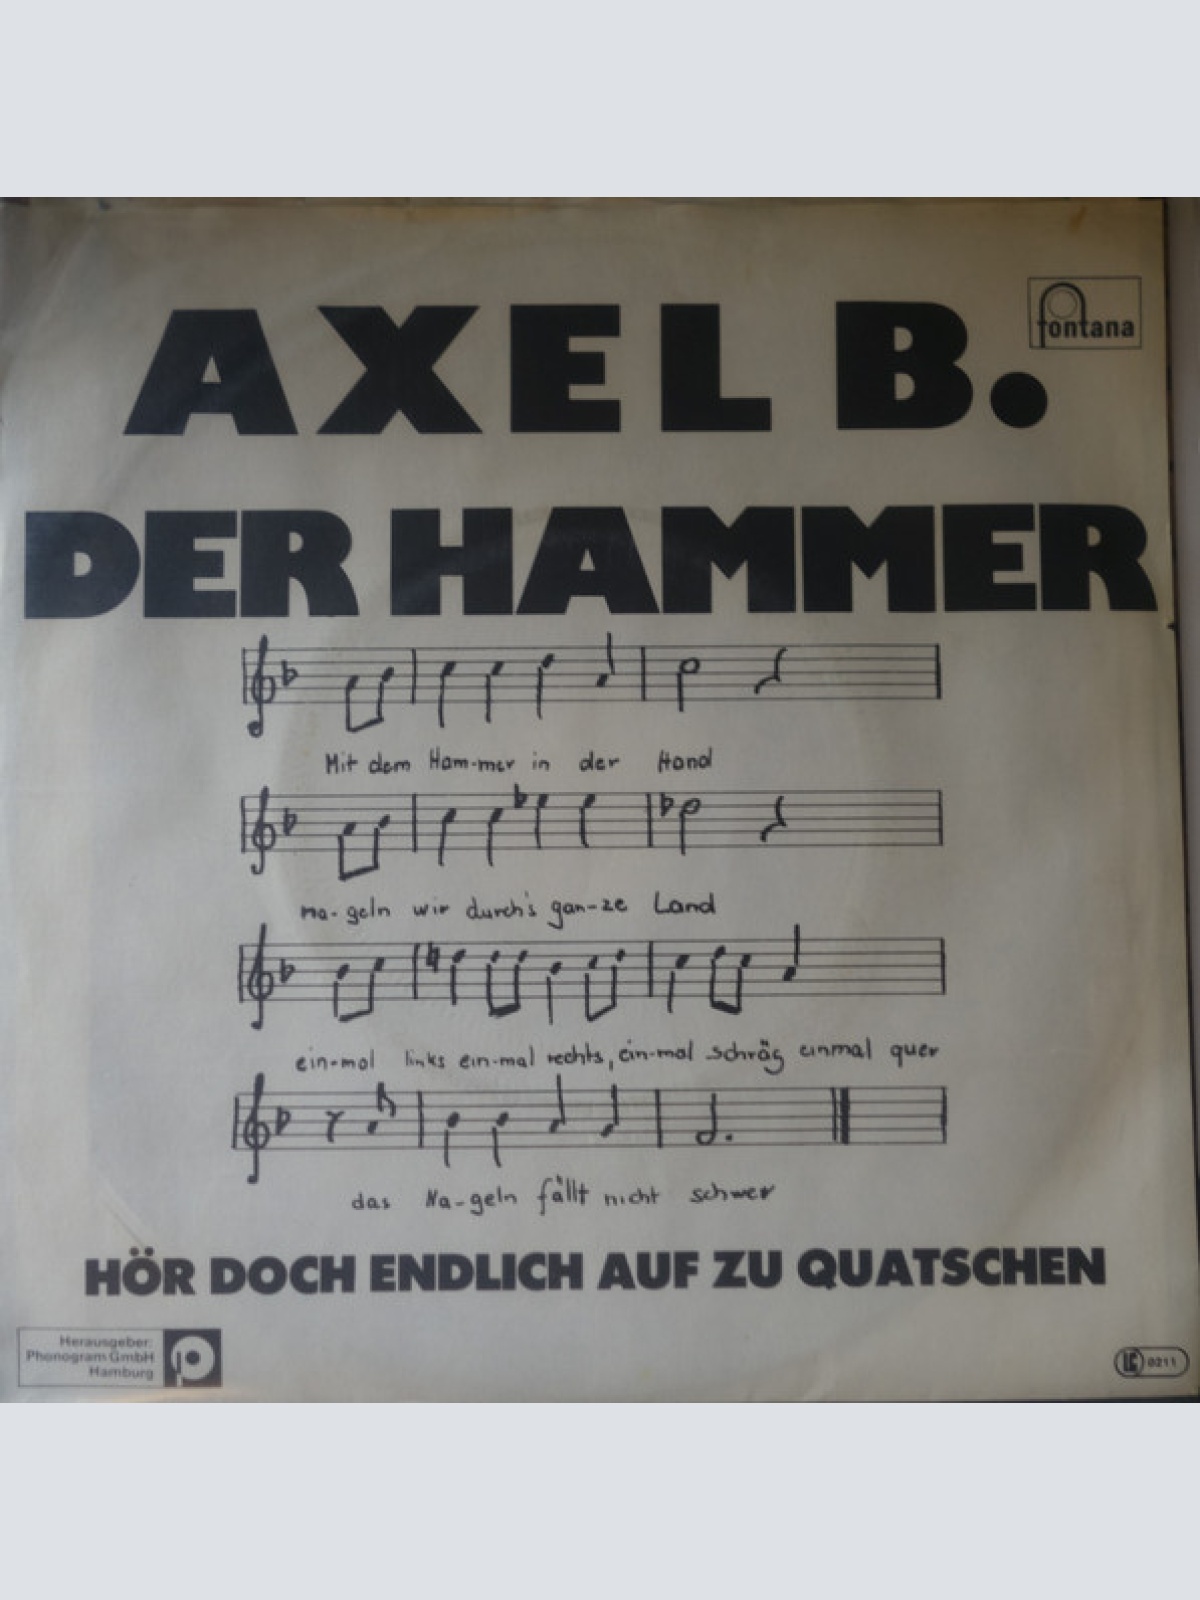 AXEL B.
fontana
DER HAMMER
Mit dem Ham-mer in der Hand
na-geln wir durch's gan-ze Land
ein-mal links ein-mal rechts, ein-mal schräg einmal quer
das Na-geln fällt nicht schwer
HÖR DOCH ENDLICH AUF ZU QUATSCHEN
Herausgeber:
Phonogram GmbH
Hamburg
LC 0211